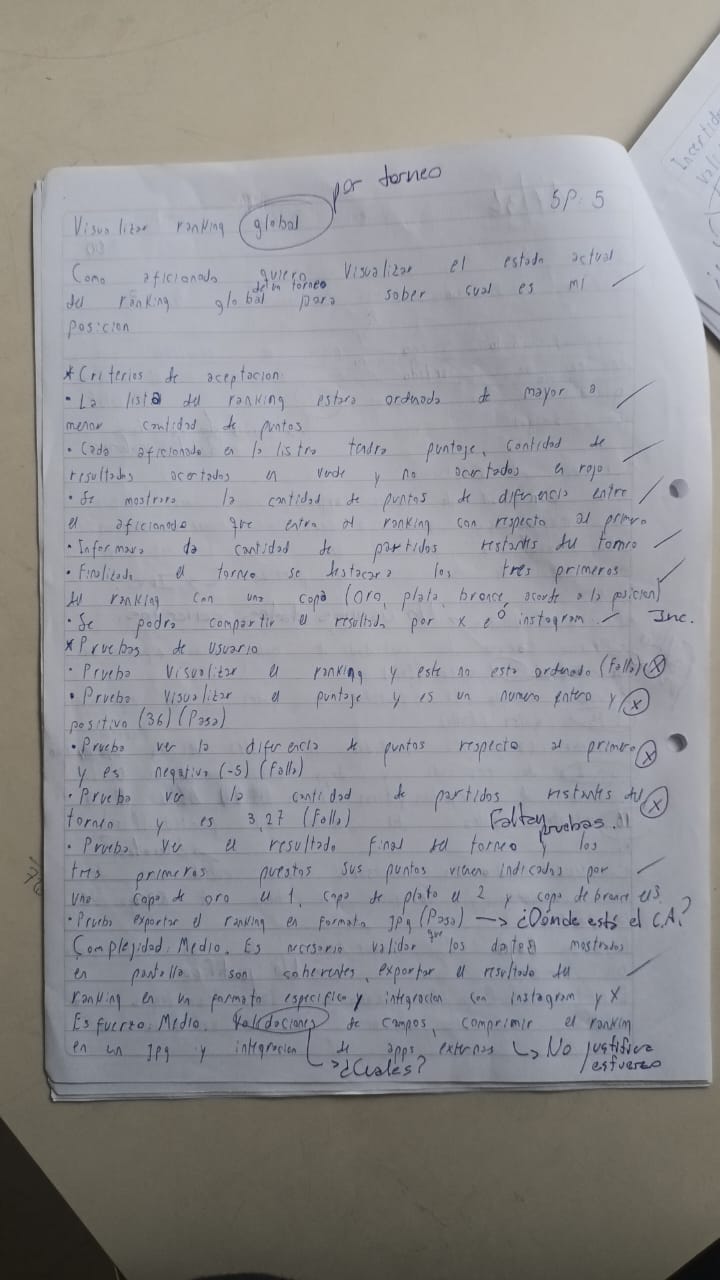 por torneo
SP: 5
Visualizar ranking global
Como aficionado quiero visualizar el estado actual
de un torneo
del ranking global para saber cual es mi
posicion
* Criterios de aceptacion
• La lista del ranking estara ordenada de mayor a
menor cantidad de puntos
• Cada aficionado en la listra tendra puntaje, cantidad de
resultados acertados en verde y no acertados en rojo
• Se mostrara la cantidad de puntos de diferencia entre
el aficionado que entra al ranking con respecto al primero
• Informara la cantidad de partidos restantes del torneo
• Finalizado el torneo se destacara los tres primeros
del ranking con una copa (oro, plata, bronce, acorde a la posicion)
• Se podra compartir el resultado por x e o instagram. Inc.
* Pruebas de usuario
• Prueba visualizar el ranking y este no esta ordenado (falla) x
• Prueba visualizar el puntaje y es un numero entero y x
positivo (36) (Pasa)
• Prueba ver la diferencia de puntos respecto al primero x
y es negativa (-5) (falla)
• Prueba ver la cantidad de partidos restantes del x
torneo y es 3,27 (falla) Faltan pruebas.
• Prueba ver el resultado final del torneo y los
tres primeros puestos sus puntos vienen indicados por
una copa de oro el 1, copa de plata el 2 y copa de bronce el 3.
• Prueba exportar el ranking en formato JPg (Pasa) → ¿Dónde está el C.A.?
Complejidad: Medio. Es necesario validar que los datos mostrados
en pantalla son coherentes, exportar el resultado del
ranking en un formato especifico y integracion con instagram y X
Esfuerzo: Medio. Validaciones de campos, comprimir el rankin
en un JPg y integracion de apps externas → No justifica
esfuerzo
→ ¿Cuales?
Incertid